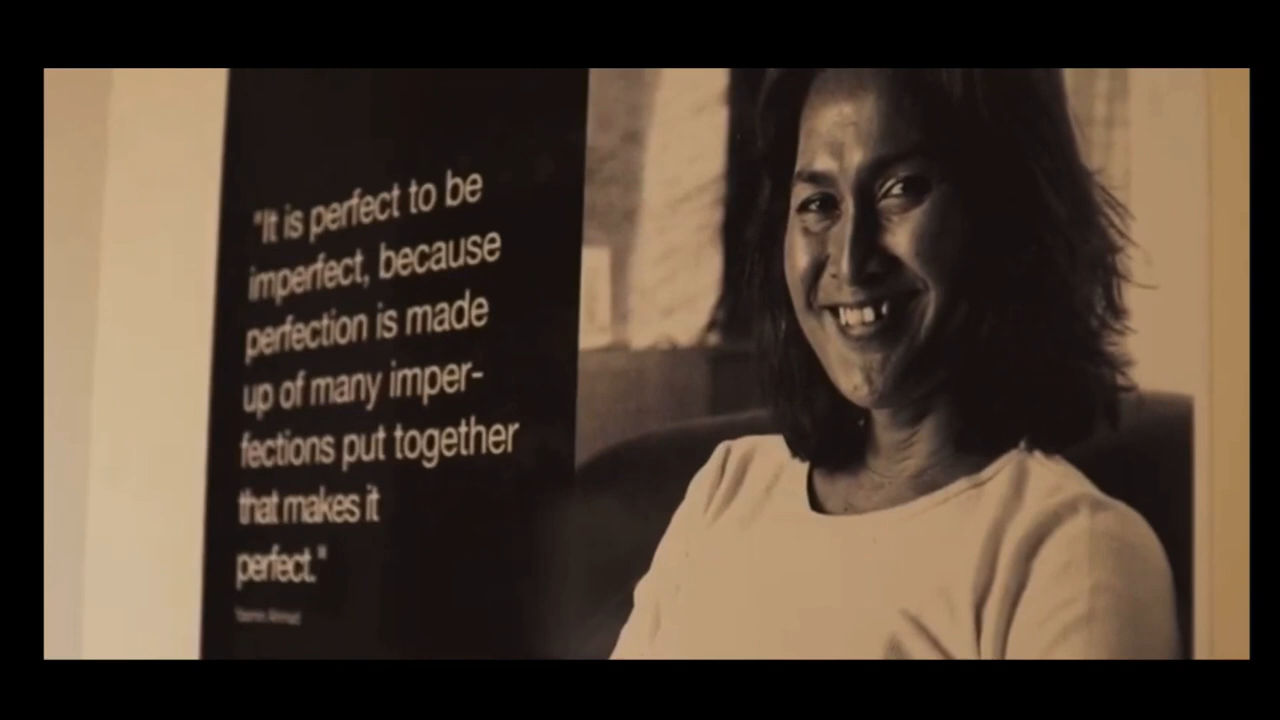 "It is perfect to be
imperfect, because
perfection is made
up of many imper-
fections put together
that makes it
perfect."
Ahmad